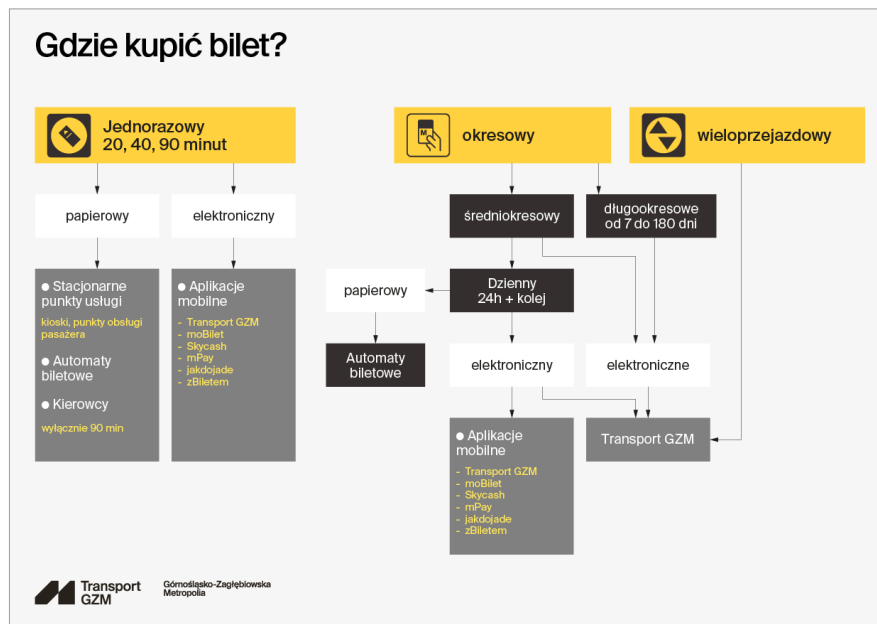 Gdzie kupić bilet?
Jednorazowy
20, 40, 90 minut
papierowy
elektroniczny
● Stacjonarne
punkty usługi
kioski, punkty obsługi
pasażera
● Automaty
biletowe
● Kierowcy
wyłącznie 90 min
● Aplikacje
mobilne
- Transport GZM
- moBilet
- Skycash
- mPay
- jakdojade
- zBiletem
M
okresowy
wieloprzejazdowy
średniokresowy
długookresowe
od 7 do 180 dni
papierowy
Dzienny
24h + kolej
Automaty
biletowe
elektroniczny
elektroniczne
● Aplikacje
mobilne
- Transport GZM
- moBilet
- Skycash
- mPay
- jakdojade
- zBiletem
Transport GZM
Transport
GZM
Górnośląsko-Zagłębiowska
Metropolia